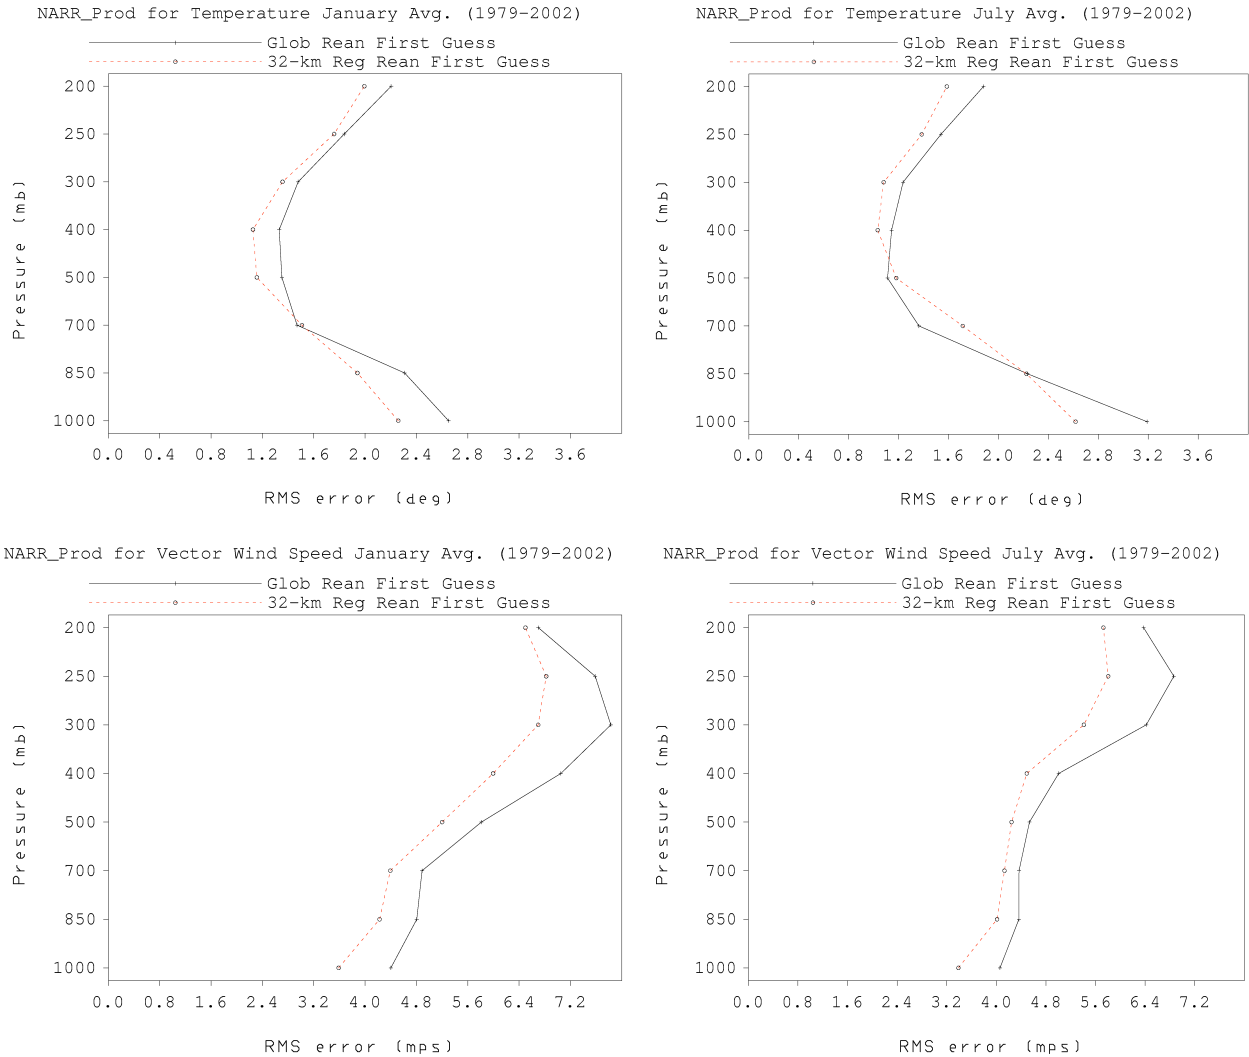 NARR_Prod for Temperature January Avg. (1979-2002)
Glob Rean First Guess
32-km Reg Rean First Guess
200
250
300
400
500
700
850
1000
Pressure (mb)
0.0 0.4 0.8 1.2 1.6 2.0 2.4 2.8 3.2 3.6
RMS error (deg)
NARR_Prod for Temperature July Avg. (1979-2002)
Glob Rean First Guess
32-km Reg Rean First Guess
200
250
300
400
500
700
850
1000
Pressure (mb)
0.0 0.4 0.8 1.2 1.6 2.0 2.4 2.8 3.2 3.6
RMS error (deg)
NARR_Prod for Vector Wind Speed January Avg. (1979-2002)
Glob Rean First Guess
32-km Reg Rean First Guess
200
250
300
400
500
700
850
1000
Pressure (mb)
0.0 0.8 1.6 2.4 3.2 4.0 4.8 5.6 6.4 7.2
RMS error (mps)
NARR_Prod for Vector Wind Speed July Avg. (1979-2002)
Glob Rean First Guess
32-km Reg Rean First Guess
200
250
300
400
500
700
850
1000
Pressure (mb)
0.0 0.8 1.6 2.4 3.2 4.0 4.8 5.6 6.4 7.2
RMS error (mps)